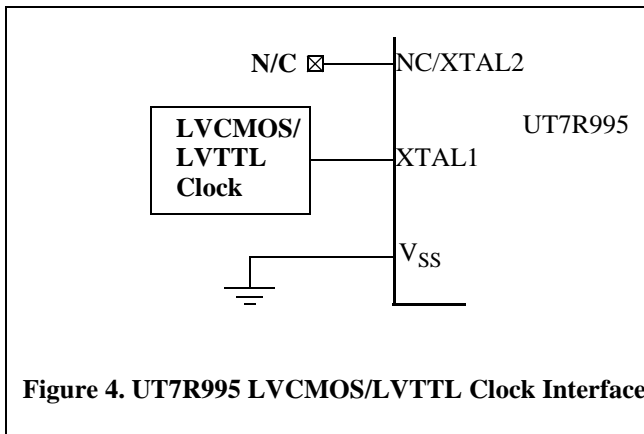 N/C
NC/XTAL2
LVCMOS/
LVTTL
Clock
UT7R995
XTAL1
VSS
Figure 4. UT7R995 LVCMOS/LVTTL Clock Interface